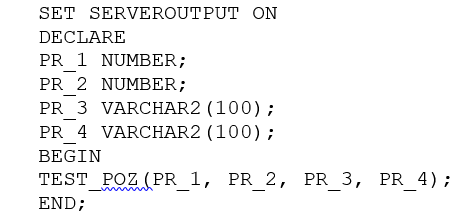 SET SERVEROUTPUT ON
DECLARE
PR_1 NUMBER;
PR_2 NUMBER;
PR_3 VARCHAR2(100);
PR_4 VARCHAR2(100);
BEGIN
TEST_POZ(PR_1, PR_2, PR_3, PR_4);
END;